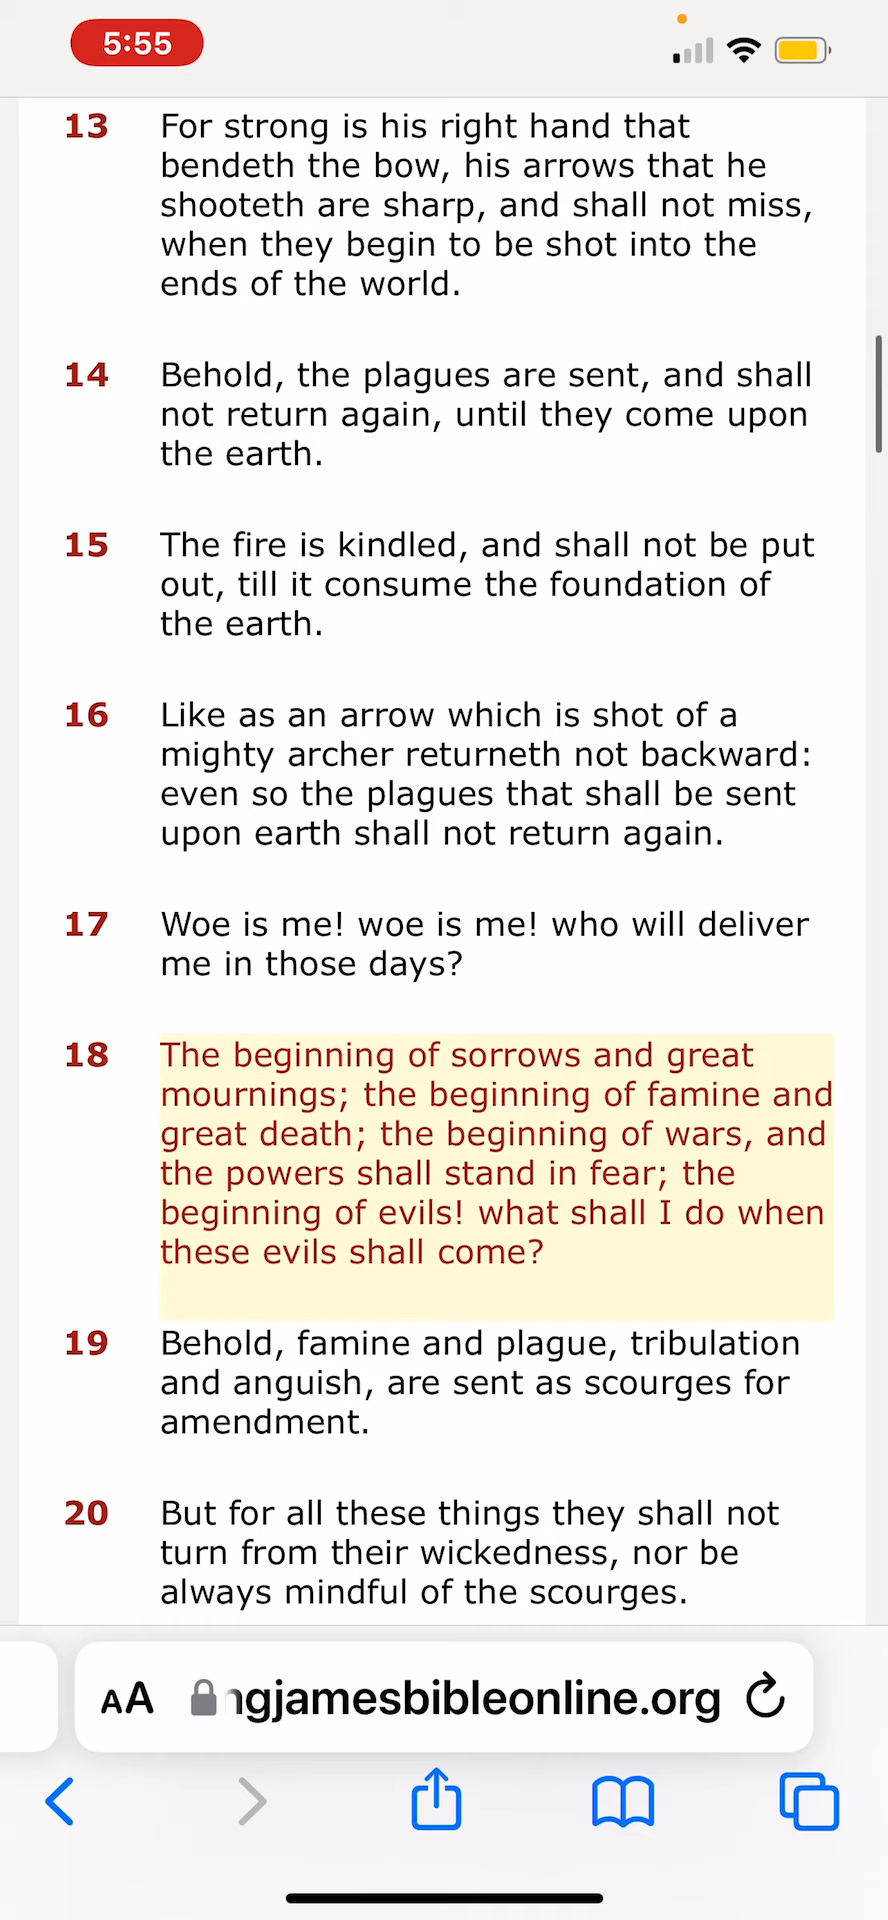 5:55
13 For strong is his right hand that
bendeth the bow, his arrows that he
shooteth are sharp, and shall not miss,
when they begin to be shot into the
ends of the world.
14 Behold, the plagues are sent, and shall
not return again, until they come upon
the earth.
15 The fire is kindled, and shall not be put
out, till it consume the foundation of
the earth.
16 Like as an arrow which is shot of a
mighty archer returneth not backward:
even so the plagues that shall be sent
upon earth shall not return again.
17 Woe is me! woe is me! who will deliver
me in those days?
18 The beginning of sorrows and great
mournings; the beginning of famine and
great death; the beginning of wars, and
the powers shall stand in fear; the
beginning of evils! what shall I do when
these evils shall come?
19 Behold, famine and plague, tribulation
and anguish, are sent as scourges for
amendment.
20 But for all these things they shall not
turn from their wickedness, nor be
always mindful of the scourges.
AA ngjamesbibleonline.org